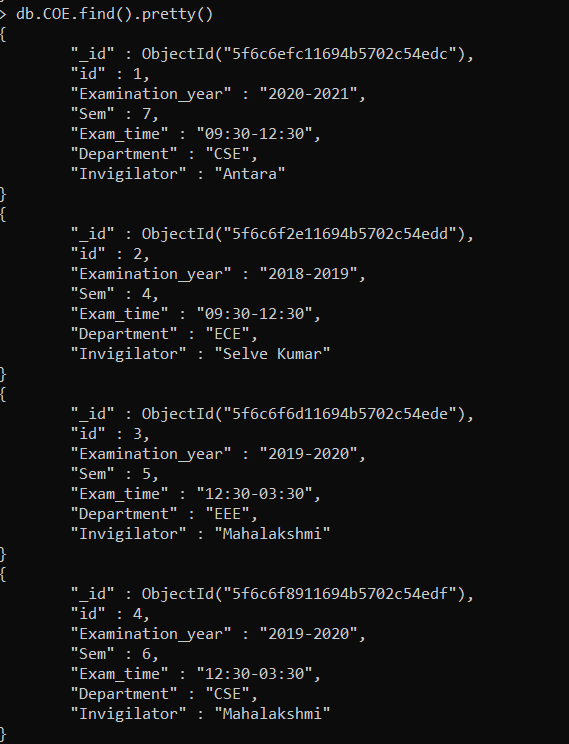 > db.COE.find().pretty()
{
"_id" : ObjectId("5f6c6efc11694b5702c54edc"),
"id" : 1,
"Examination_year" : "2020-2021",
"Sem" : 7,
"Exam_time" : "09:30-12:30",
"Department" : "CSE",
"Invigilator" : "Antara"
}
{
"_id" : ObjectId("5f6c6f2e11694b5702c54edd"),
"id" : 2,
"Examination_year" : "2018-2019",
"Sem" : 4,
"Exam_time" : "09:30-12:30",
"Department" : "ECE",
"Invigilator" : "Selve Kumar"
}
{
"_id" : ObjectId("5f6c6f6d11694b5702c54ede"),
"id" : 3,
"Examination_year" : "2019-2020",
"Sem" : 5,
"Exam_time" : "12:30-03:30",
"Department" : "EEE",
"Invigilator" : "Mahalakshmi"
}
{
"_id" : ObjectId("5f6c6f8911694b5702c54edf"),
"id" : 4,
"Examination_year" : "2019-2020",
"Sem" : 6,
"Exam_time" : "12:30-03:30",
"Department" : "CSE",
"Invigilator" : "Mahalakshmi"
}